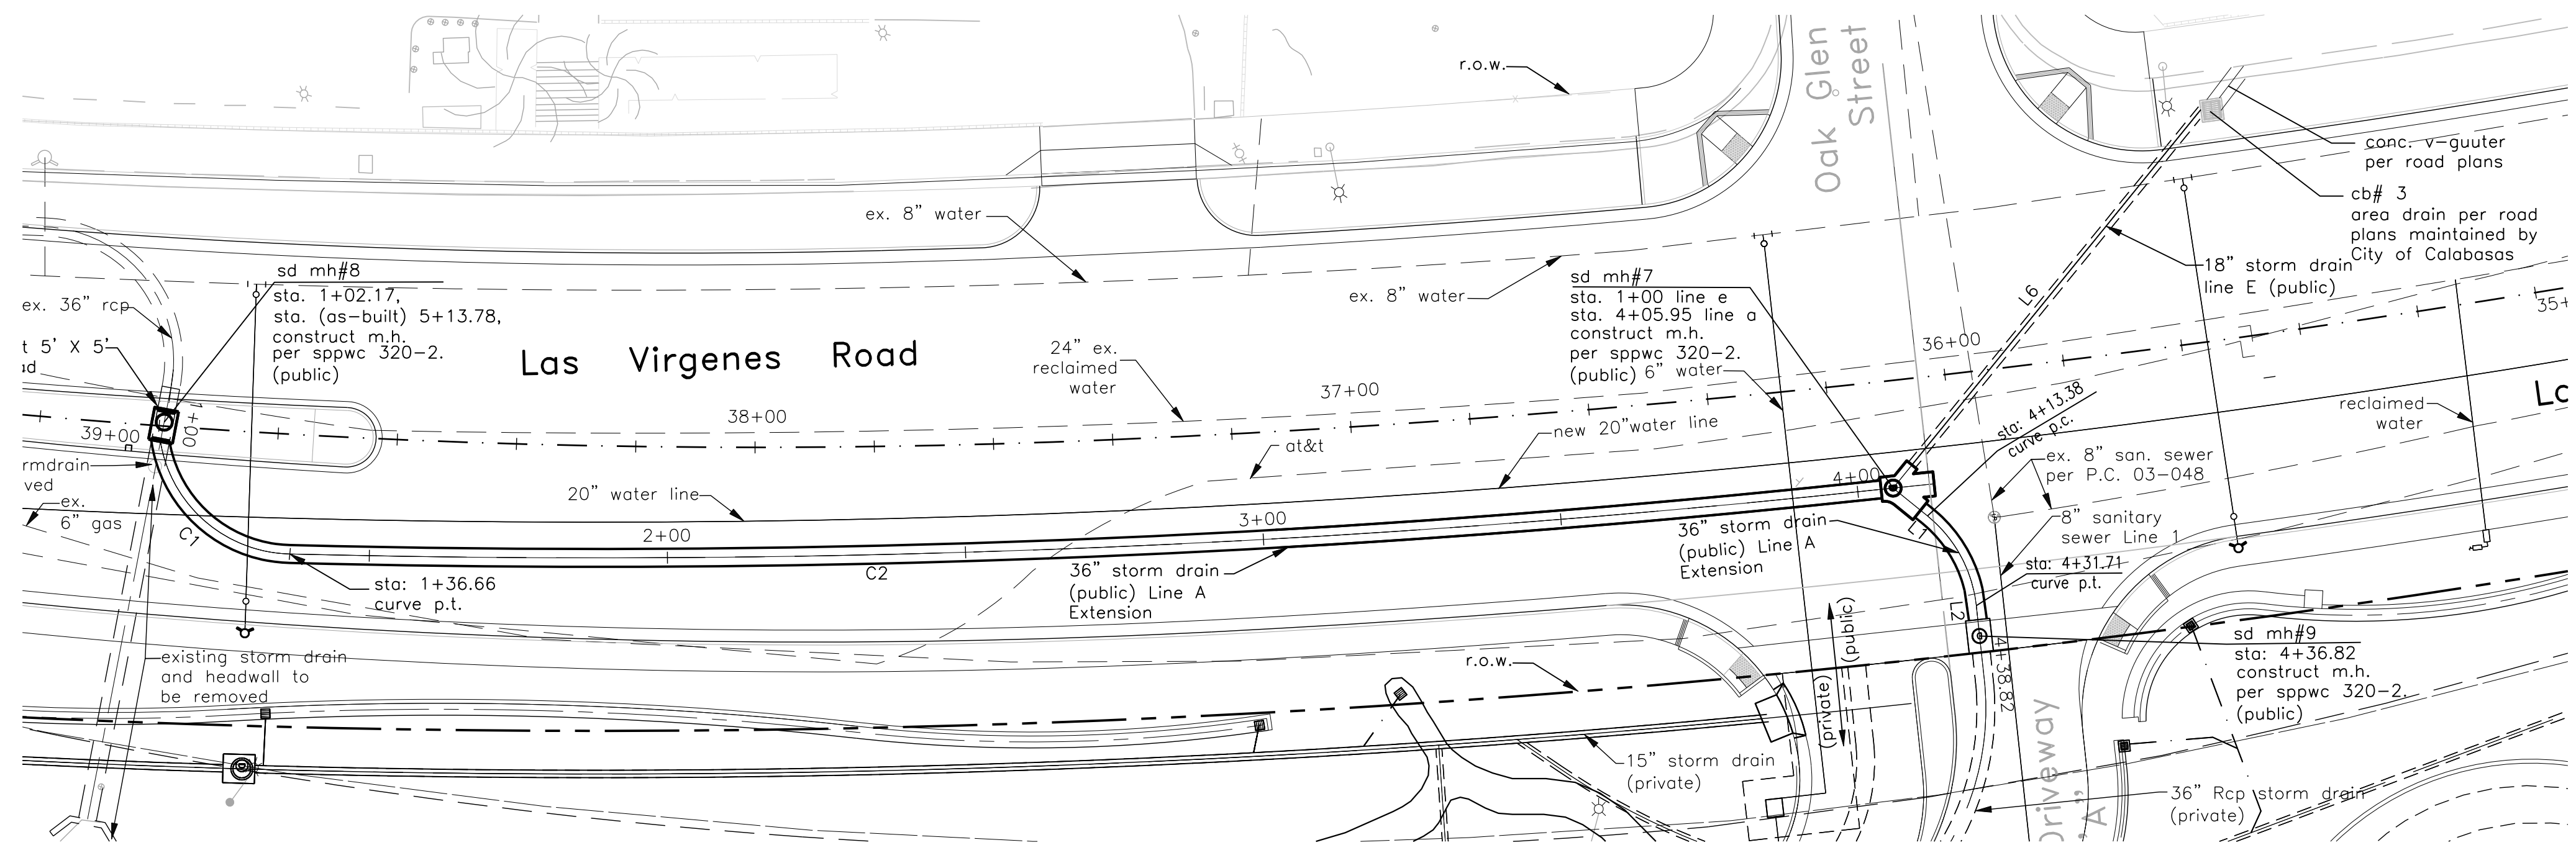 Oak Glen
Street
r.o.w.
conc. v-guuter
per road plans
cb# 3
area drain per road
plans maintained by
City of Calabasas
18" storm drain
line E (public)
L6
ex. 8" water
ex. 8" water
sd mh#8
sta. 1+02.17,
sta. (as-built) 5+13.78,
construct m.h.
per sppwc 320-2.
(public)
ex. 36" rcp
t 5' X 5'
Las Virgenes Road
24" ex.
reclaimed
water
sd mh#7
sta. 1+00 line e
sta. 4+05.95 line a
construct m.h.
per sppwc 320-2.
(public)
6" water
35+
36+00
37+00
38+00
39+00
+00
sta: 4+13.38
curve p.c.
reclaimed
water
new 20"water line
at&t
20" water line
rmdrain
ved
ex.
6" gas
C1
2+00
3+00
4+00
C2
sta: 1+36.66
curve p.t.
36" storm drain
(public) Line A
Extension
36" storm drain
(public) Line A
Extension
L1
L2
ex. 8" san. sewer
per P.C. 03-048
8" sanitary
sewer Line 1
sta: 4+31.71
curve p.t.
sd mh#9
sta: 4+36.82
construct m.h.
per sppwc 320-2.
(public)
4+38.82
existing storm drain
and headwall to
be removed
r.o.w.
(public)
(private)
15" storm drain
(private)
36" Rcp storm drain
(private)
Driveway
"A"